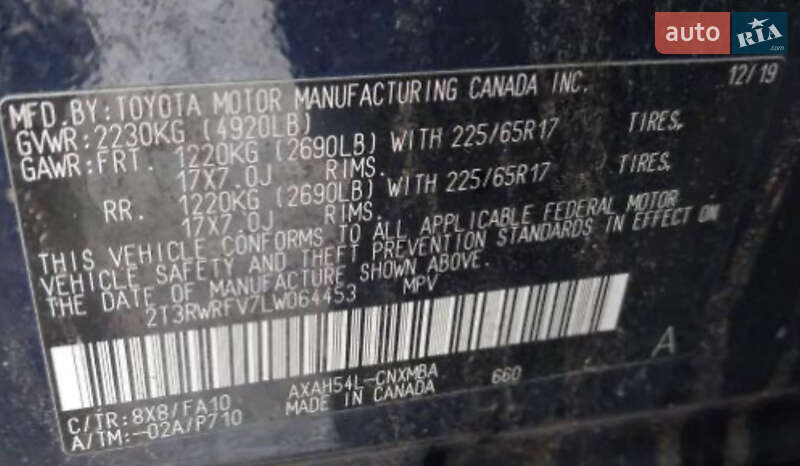 auto RIA.com
MFD. BY: TOYOTA MOTOR MANUFACTURING CANADA INC. 12/19
GVWR: 2230KG (4920LB)
GAWR: FRT. 1220KG (2690LB) WITH 225/65R17 TIRES,
17X7.0J RIMS.
RR. 1220KG (2690LB) WITH 225/65R17 TIRES,
17X7.0J RIMS.
THIS VEHICLE CONFORMS TO ALL APPLICABLE FEDERAL MOTOR
VEHICLE SAFETY AND THEFT PREVENTION STANDARDS IN EFFECT ON
THE DATE OF MANUFACTURE SHOWN ABOVE.
2T3RWRFV7LW064453 MPV
A
AXAH54L-CNXMBA 660
C/TR: 8X8/FA10 MADE IN CANADA
A/TM: -02A/P710